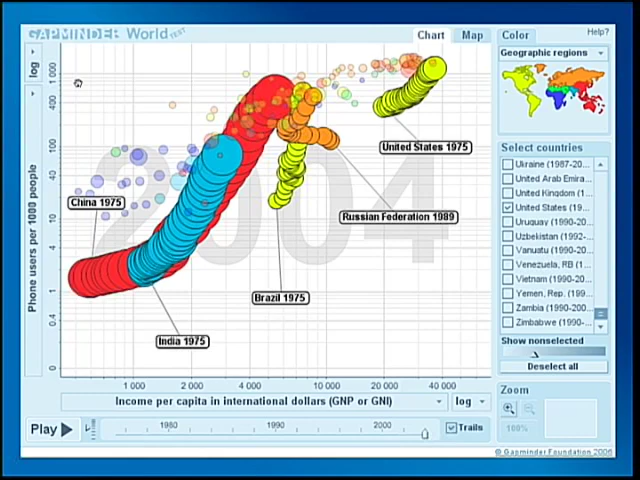 GAPMINDER World TEST
Chart
Map
Color
Help?
Geographic regions
log
Phone users per 1000 people
1 000
400
100
40
10
4
1
0.4
0
2004
China 1975
United States 1975
Russian Federation 1989
Brazil 1975
India 1975
1 000
2 000
4 000
10 000
20 000
40 000
Income per capita in international dollars (GNP or GNI)
log
Select countries
Ukraine (1987-20...
United Arab Emira...
United Kingdom (1...
United States (19...
Uruguay (1990-20...
Uzbekistan (1992-...
Vanuatu (1990-20...
Venezuela, RB (1...
Vietnam (1990-20...
Yemen, Rep. (199...
Zambia (1990-200...
Zimbabwe (1990-...
Show nonselected
Deselect all
Zoom
100%
Play
1980
1990
2000
Trails
© Gapminder Foundation 2006